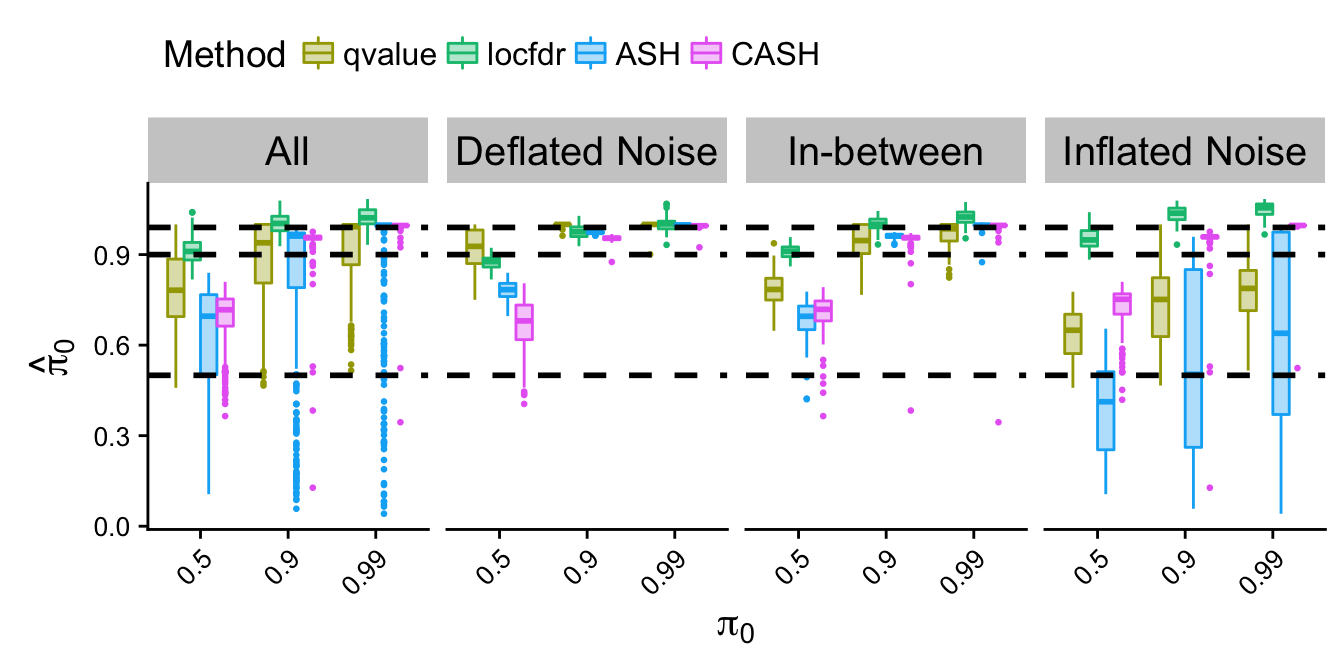 Method qvalue locfdr ASH CASH
All Deflated Noise In-between Inflated Noise
0.9
0.6
0.3
0.0
π̂0
0.5 0.9 0.99 0.5 0.9 0.99 0.5 0.9 0.99 0.5 0.9 0.99
π0